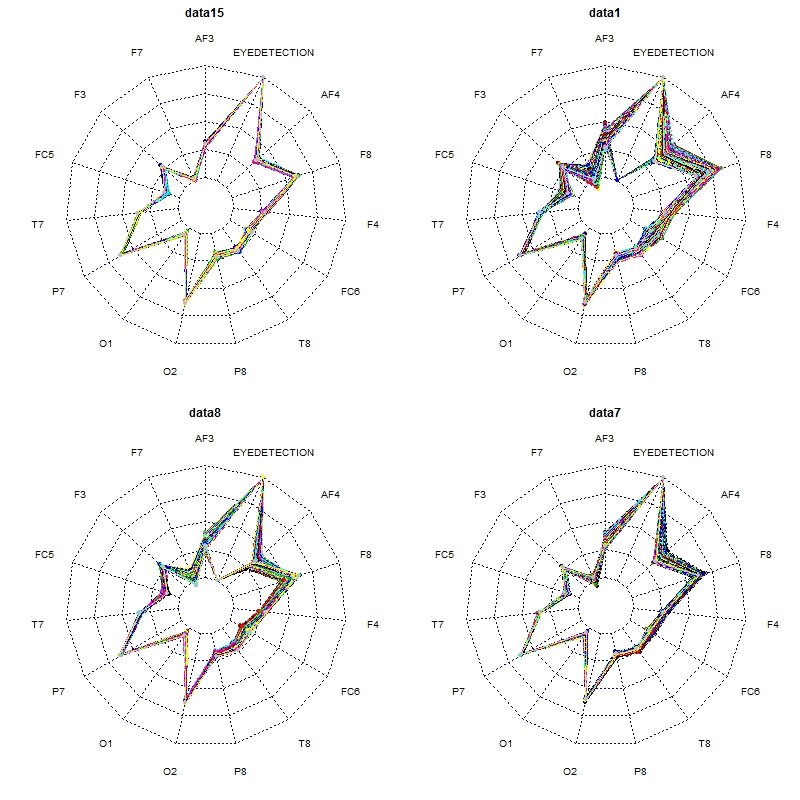 data15
AF3
EYEDETECTION
F7
AF4
F3
F8
FC5
F4
T7
FC6
P7
T8
O1
P8
O2
data1
AF3
EYEDETECTION
F7
AF4
F3
F8
FC5
F4
T7
FC6
P7
T8
O1
P8
O2
data8
AF3
EYEDETECTION
F7
AF4
F3
F8
FC5
F4
T7
FC6
P7
T8
O1
P8
O2
data7
AF3
EYEDETECTION
F7
AF4
F3
F8
FC5
F4
T7
FC6
P7
T8
O1
P8
O2